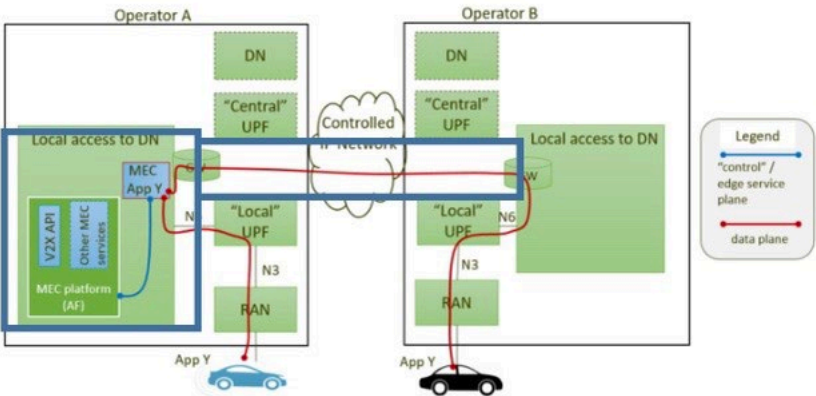 Operator A
Operator B
DN
DN
"Central"
UPF
Controlled
"Central"
UPF
Local access to DN
Network
Local access to DN
MEC
App Y
"Local"
UPF
"Local"
UPF
N6
V2X API
Other MEC
services
MEC platform
(AF)
N3
N3
RAN
RAN
App Y
App Y
Legend
"control" /
edge service
plane
data plane